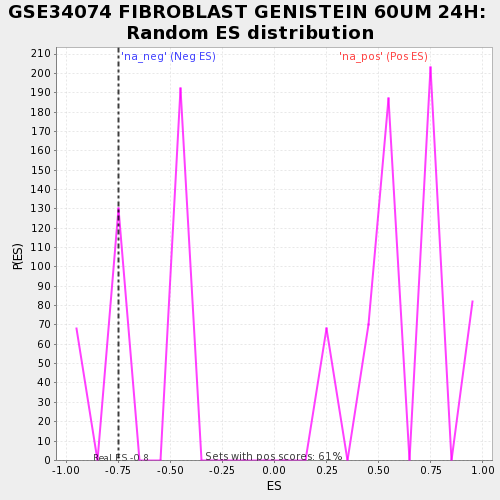 GSE34074 FIBROBLAST GENISTEIN 60UM 24H:
Random ES distribution
'na_neg' (Neg ES)
'na_pos' (Pos ES)
210
200
190
180
170
160
150
140
130
120
110
100
90
80
70
60
50
40
30
20
10
0
P(ES)
Real ES -0.8
Sets with pos scores: 61%
-1.00 -0.75 -0.50 -0.25 0.00 0.25 0.50 0.75 1.00
ES